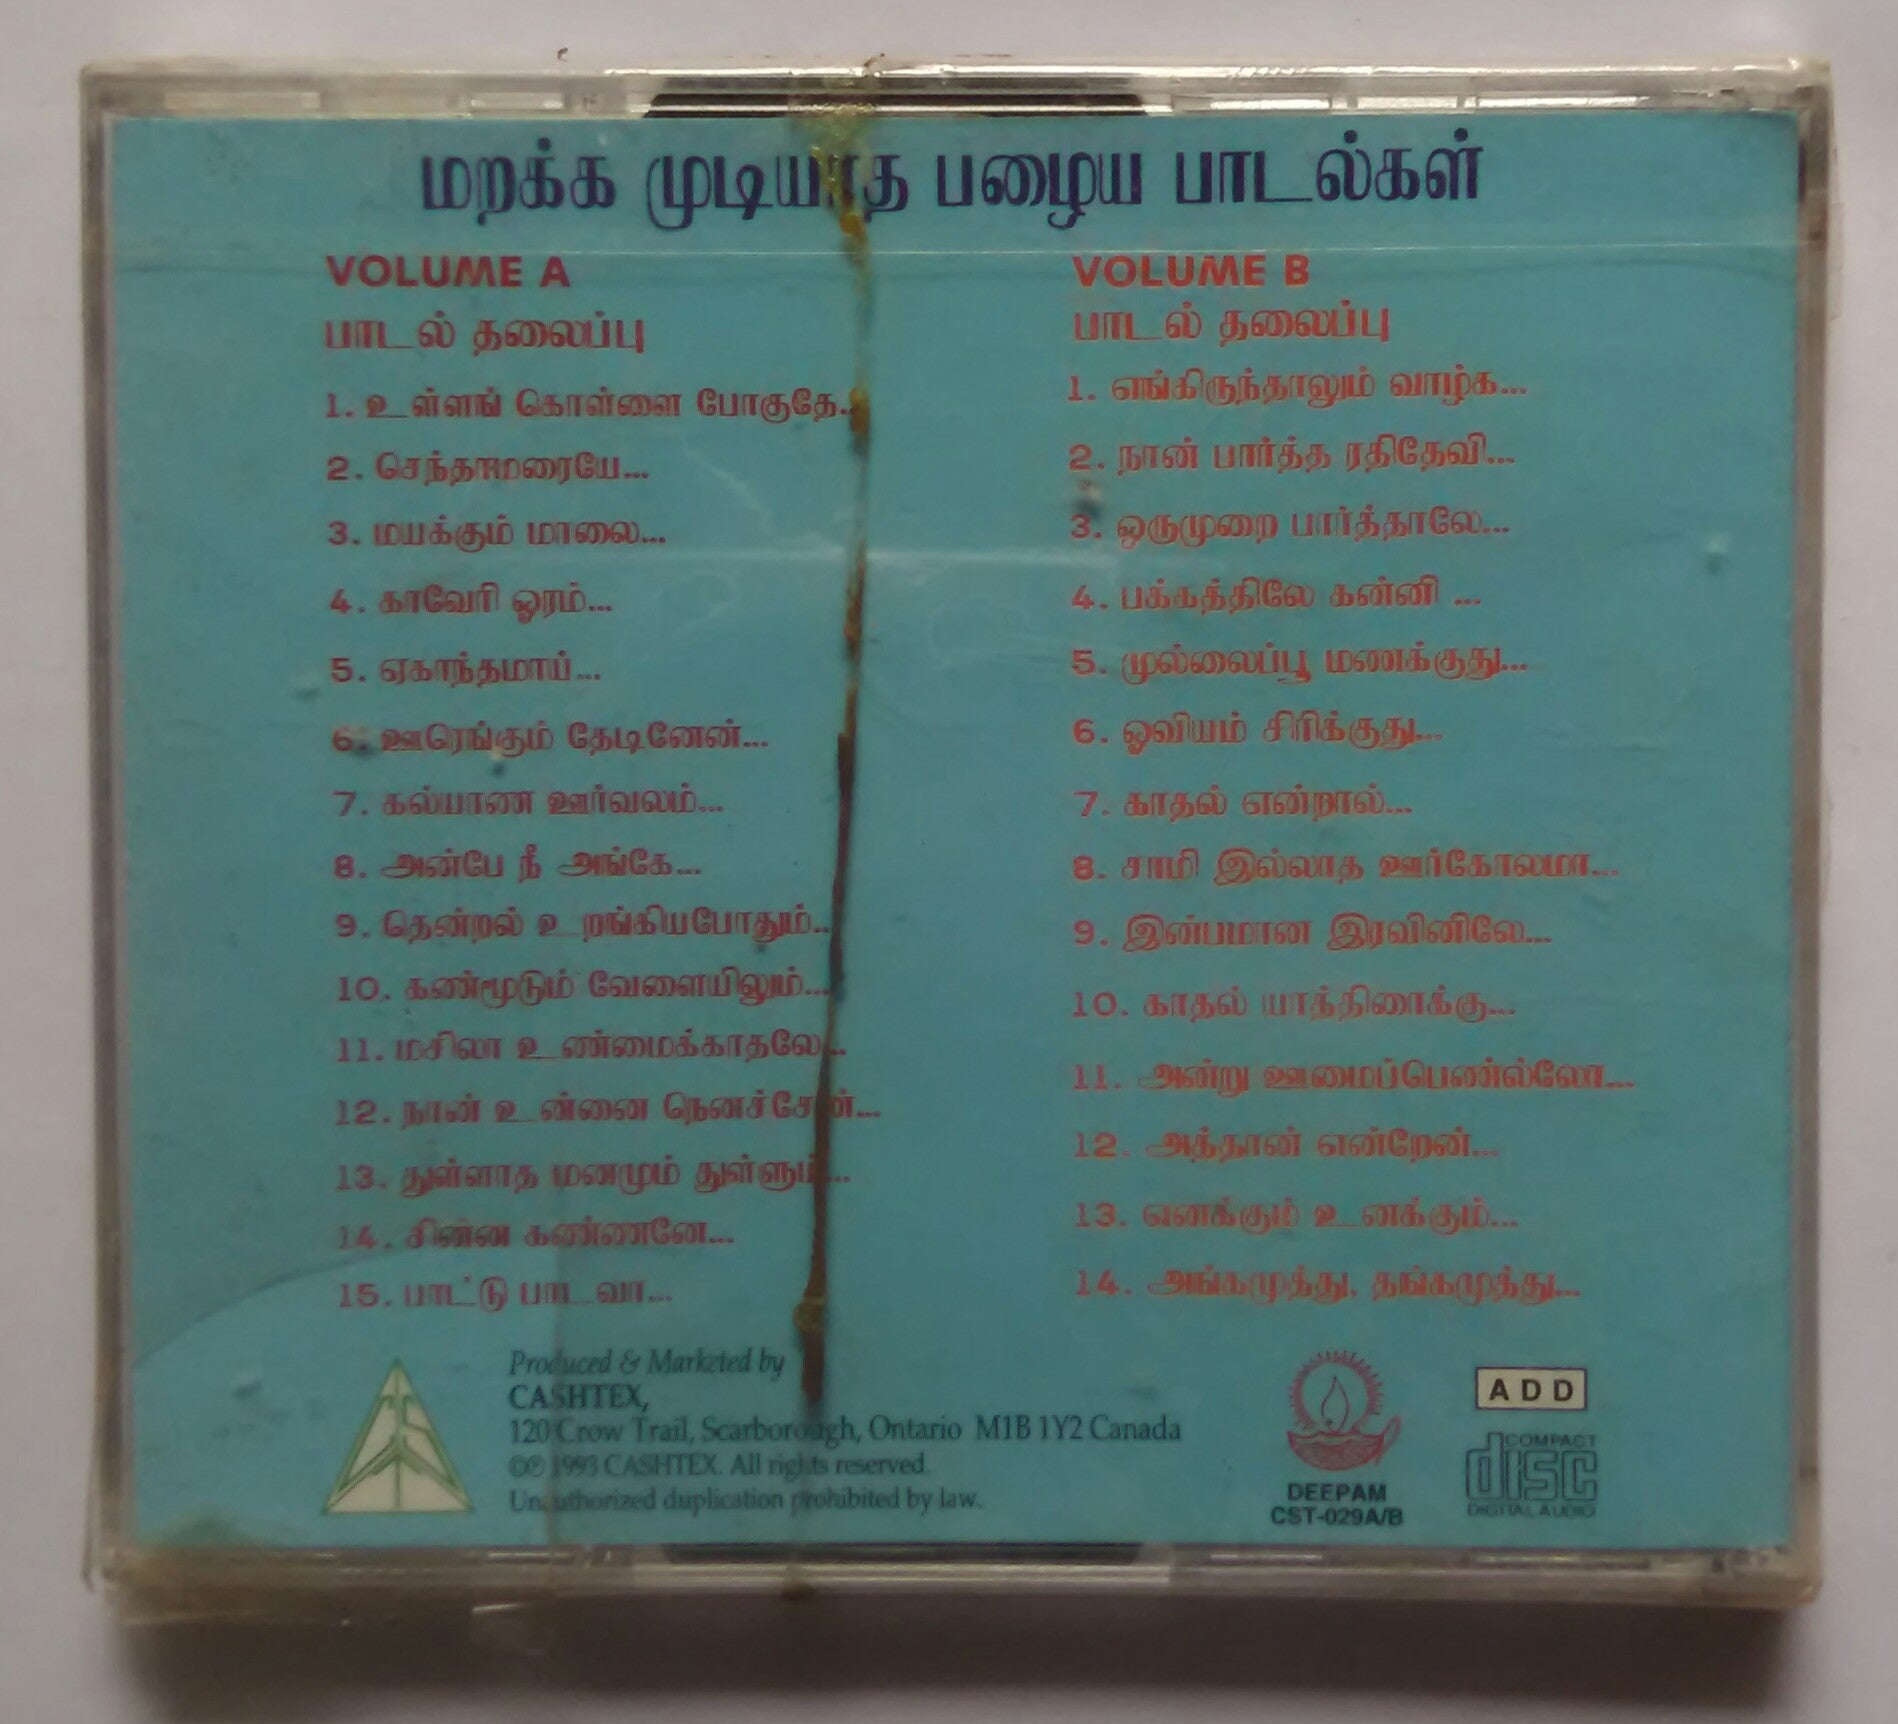 மறக்க முடியாத பழைய பாடல்கள்
VOLUME A
பாடல் தலைப்பு
1. உள்ளங் கொள்ளை போகுதே..
2. செந்தாமரையே...
3. மயக்கும் மாலை...
4. காவேரி ஓரம்...
5. ஏகாந்தமாய்...
6. ஊரெங்கும் தேடினேன்...
7. கல்யாண ஊர்வலம்...
8. அன்பே நீ அங்கே...
9. தென்றல் உறங்கியபோதும்..
10. கண்மூடும் வேளையிலும்...
11. மசிலா உண்மைக்காதலே...
12. நான் உன்னை நெனச்சேன்...
13. துள்ளாத மனமும் துள்ளும்...
14. சின்ன கண்ணனே...
15. பாட்டு பாடவா...
VOLUME B
பாடல் தலைப்பு
1. எங்கிருந்தாலும் வாழ்க...
2. நான் பார்த்த ரதிதேவி...
3. ஒருமுறை பார்த்தாலே...
4. பக்கத்திலே கன்னி ...
5. முல்லைப்பூ மணக்குது...
6. ஓவியம் சிரிக்குது...
7. காதல் என்றால்...
8. சாமி இல்லாத ஊர்கோலமா...
9. இன்பமான இரவினிலே...
10. காதல் யாத்திரைக்கு...
11. அன்று ஊமைப்பெண்ல்லோ...
12. அத்தான் என்றேன்...
13. எனக்கும் உனக்கும்...
14. அங்கமுத்து, தங்கமுத்து...
Produced & Marketed by
CASHTEX,
120 Crow Trail, Scarborough, Ontario M1B 1Y2 Canada
©℗ 1993 CASHTEX. All rights reserved.
Unauthorized duplication prohibited by law.
DEEPAM
CST-029A/B
ADD
COMPACT
disc
DIGITAL AUDIO